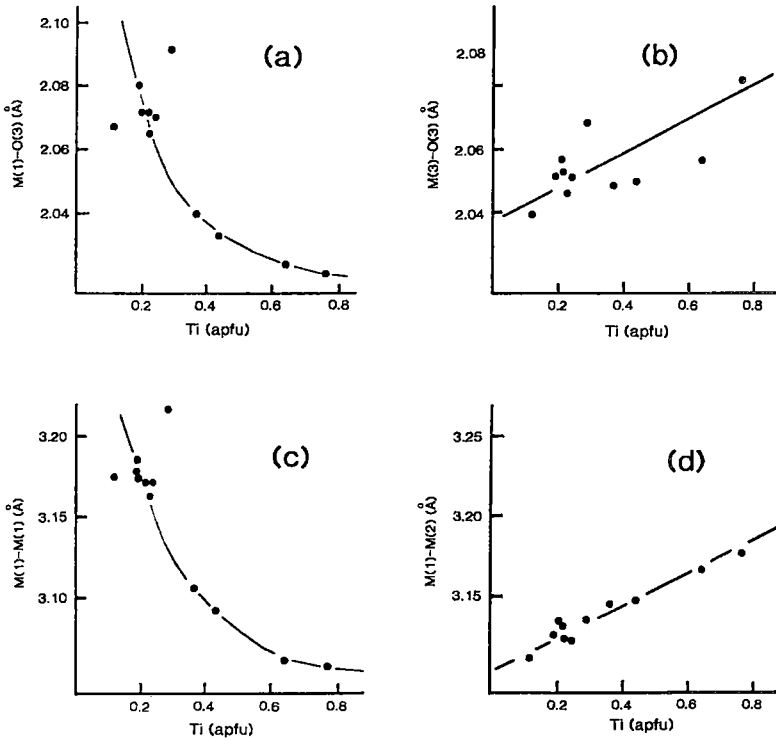 (a)
M(1)-O(3) (Å)
2.10
2.08
2.06
2.04
0.2 0.4 0.6 0.8
Ti (apfu)
(b)
M(3)-O(3) (Å)
2.08
2.06
2.04
0.2 0.4 0.6 0.8
Ti (apfu)
(c)
M(1)-M(1) (Å)
3.20
3.15
3.10
0.2 0.4 0.6 0.8
Ti (apfu)
(d)
M(1)-M(2) (Å)
3.25
3.20
3.15
0.2 0.4 0.6 0.8
Ti (apfu)